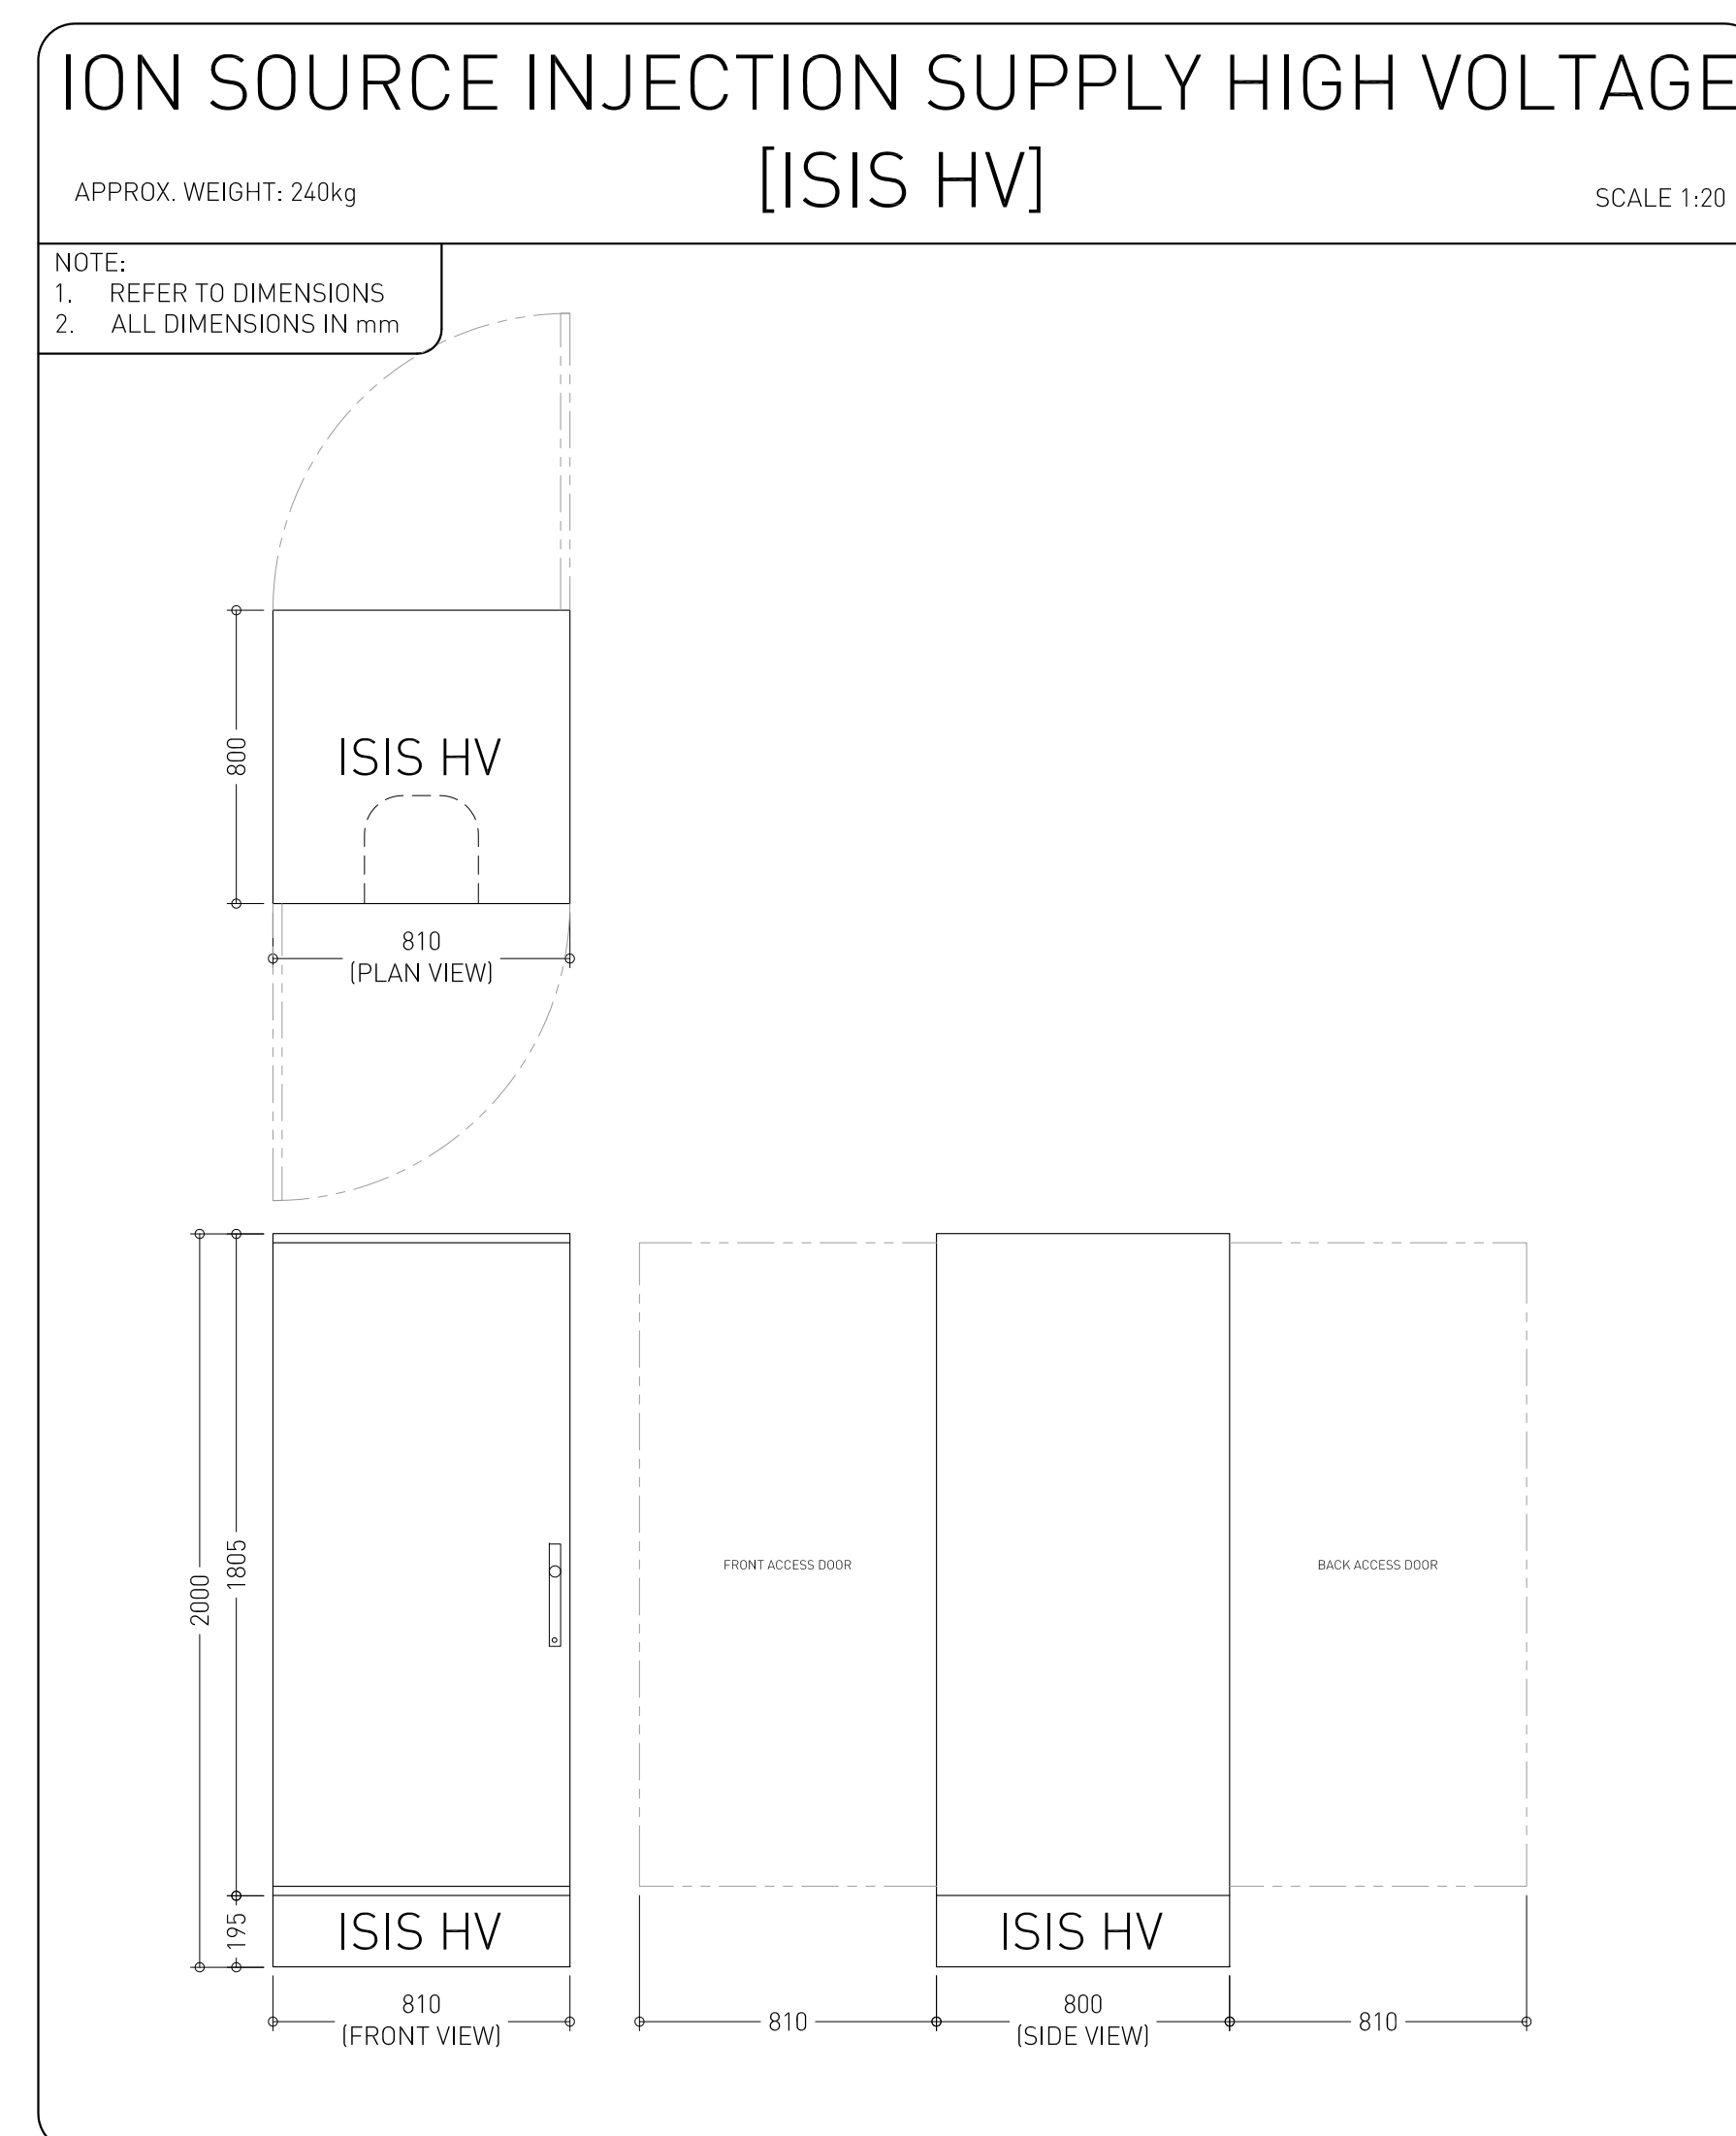 ION SOURCE INJECTION SUPPLY HIGH VOLTAGE
[ISIS HV]
APPROX. WEIGHT: 240kg
SCALE 1:20
NOTE:
1. REFER TO DIMENSIONS
2. ALL DIMENSIONS IN mm
800
ISIS HV
810
(PLAN VIEW)
2000
1805
195
FRONT ACCESS DOOR
BACK ACCESS DOOR
ISIS HV
ISIS HV
810
(FRONT VIEW)
810
800
(SIDE VIEW)
810